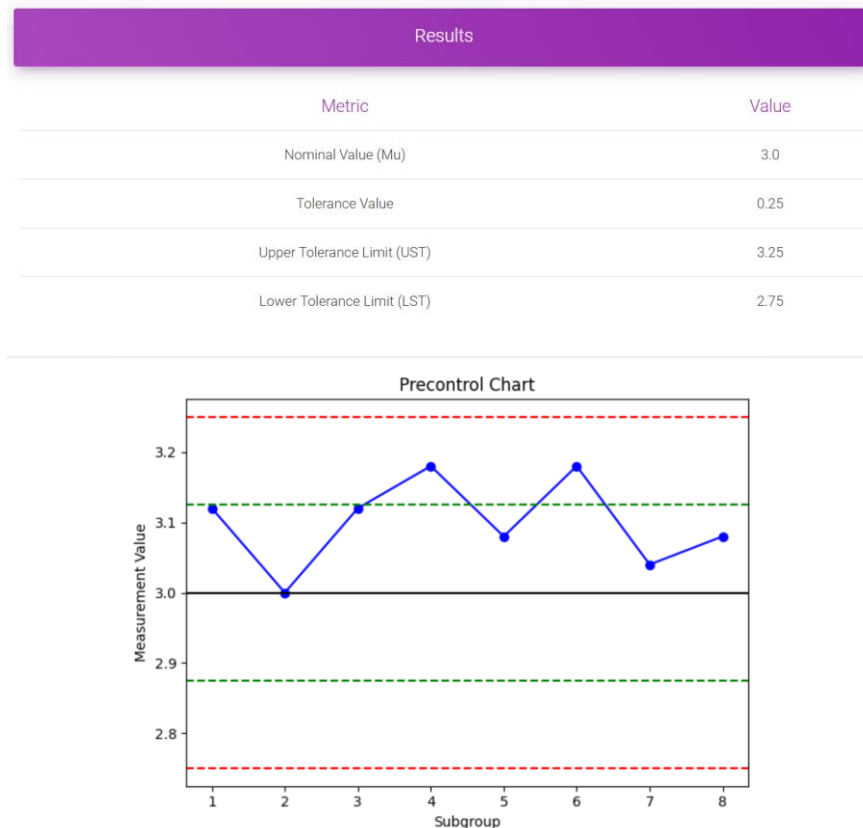 Results
Metric Value
Nominal Value (Mu) 3.0
Tolerance Value 0.25
Upper Tolerance Limit (UST) 3.25
Lower Tolerance Limit (LST) 2.75
Precontrol Chart
3.2
3.1
3.0
2.9
2.8
Measurement Value
1 2 3 4 5 6 7 8
Subgroup